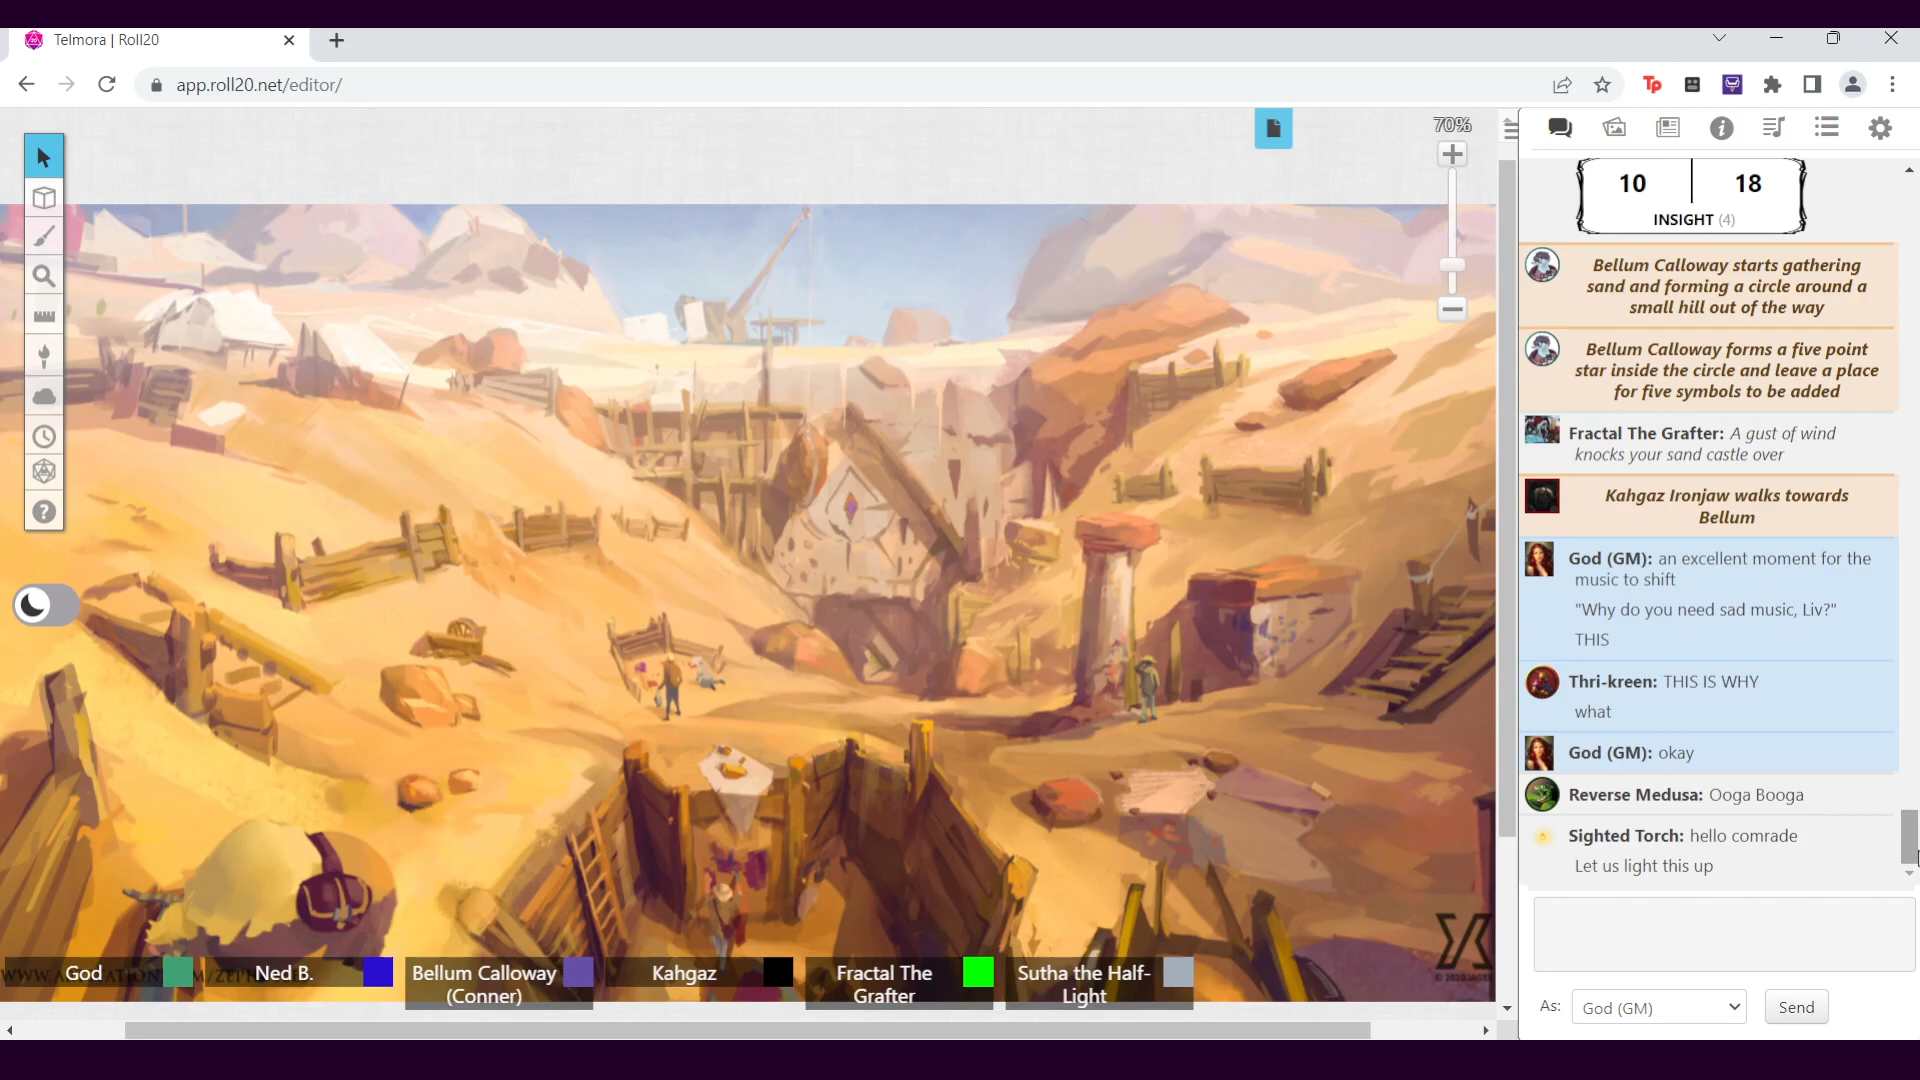 Telmora | Roll20
app.roll20.net/editor/
Tp
70%
10 18
INSIGHT (4)
Bellum Calloway starts gathering
sand and forming a circle around a
small hill out of the way
Bellum Calloway forms a five point
star inside the circle and leave a place
for five symbols to be added
Fractal The Grafter: A gust of wind
knocks your sand castle over
Kahgaz Ironjaw walks towards
Bellum
God (GM): an excellent moment for the
music to shift
"Why do you need sad music, Liv?"
THIS
Thri-kreen: THIS IS WHY
what
God (GM): okay
Reverse Medusa: Ooga Booga
Sighted Torch: hello comrade
Let us light this up
God
Ned B.
Bellum Calloway
(Conner)
Kahgaz
Fractal The
Grafter
Sutha the Half-
Light
As: God (GM) Send